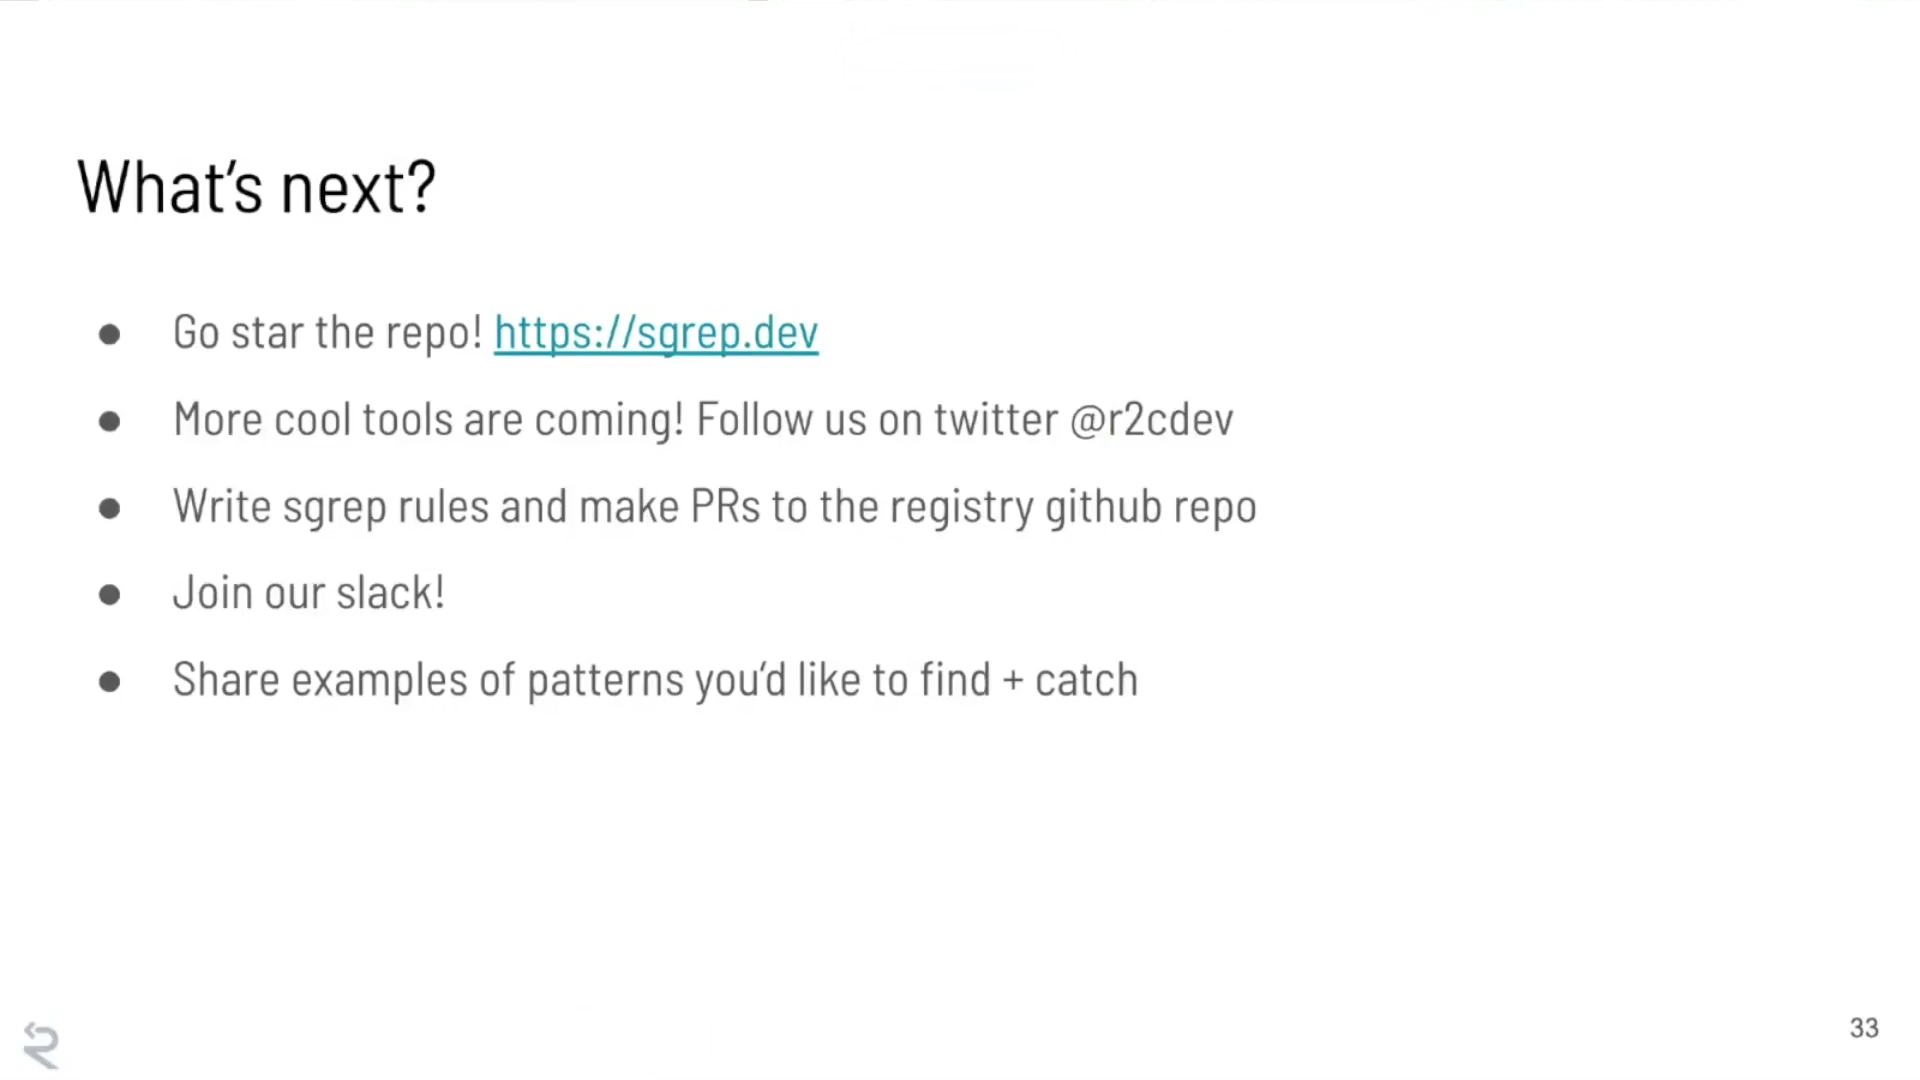 What's next?
● Go star the repo! https://sgrep.dev
● More cool tools are coming! Follow us on twitter @r2cdev
● Write sgrep rules and make PRs to the registry github repo
● Join our slack!
● Share examples of patterns you'd like to find + catch
33